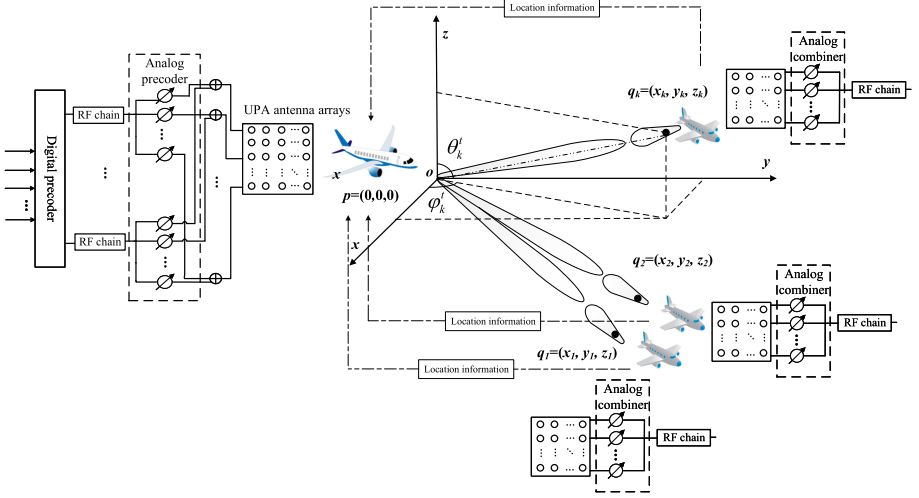 Location information
z
Analog
precoder
Analog
combiner
UPA antenna arrays
q_k=(x_k, y_k, z_k)
RF chain
RF chain
Digital precoder
θ_k^t
y
x
o
p=(0,0,0)
φ_k^t
RF chain
x
q_2=(x_2, y_2, z_2)
Analog
combiner
Location information
RF chain
q_1=(x_1, y_1, z_1)
Location information
Analog
combiner
RF chain